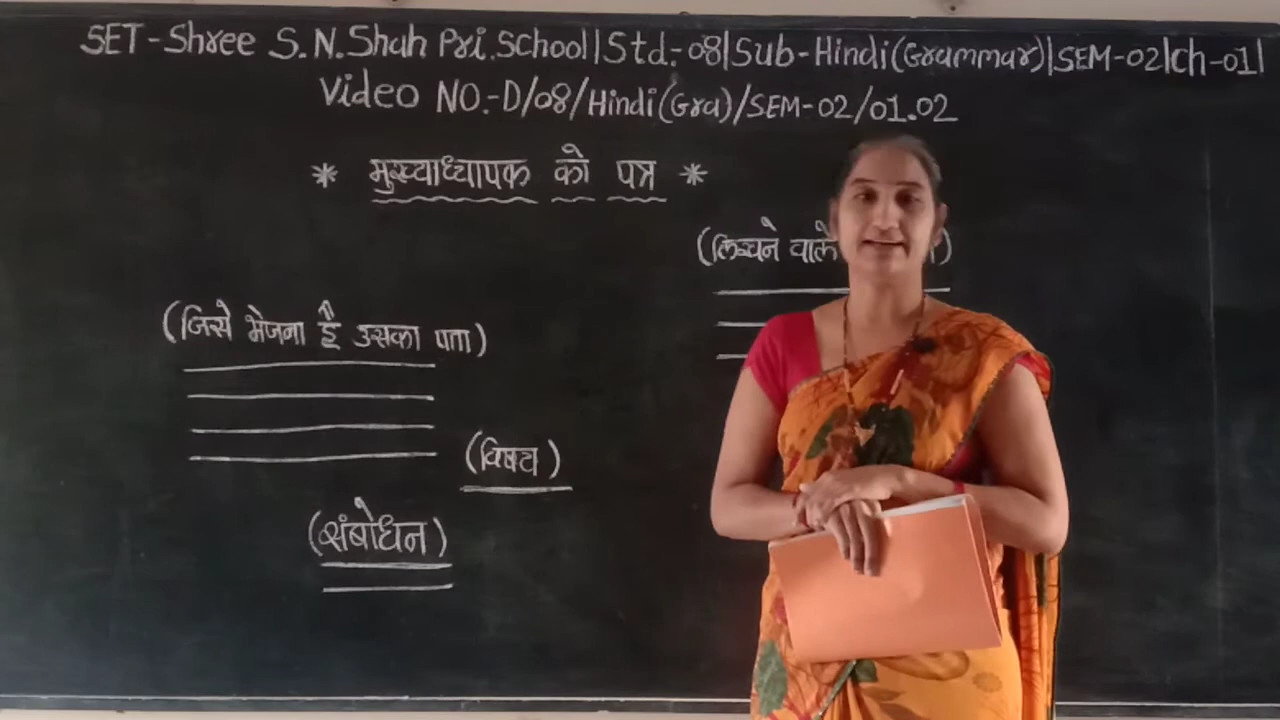 SET-Shree S.N.Shah Pri.School|Std.-08|Sub-Hindi(Grammar)|SEM-02|Ch-01|
Video NO.-D/08/Hindi(Gra)/SEM-02/01.02
* मुख्याध्यापक को पत्र *
(लिखने वाले )
(जिसे भेजना है उसका पता)
(विषय)
(संबोधन)